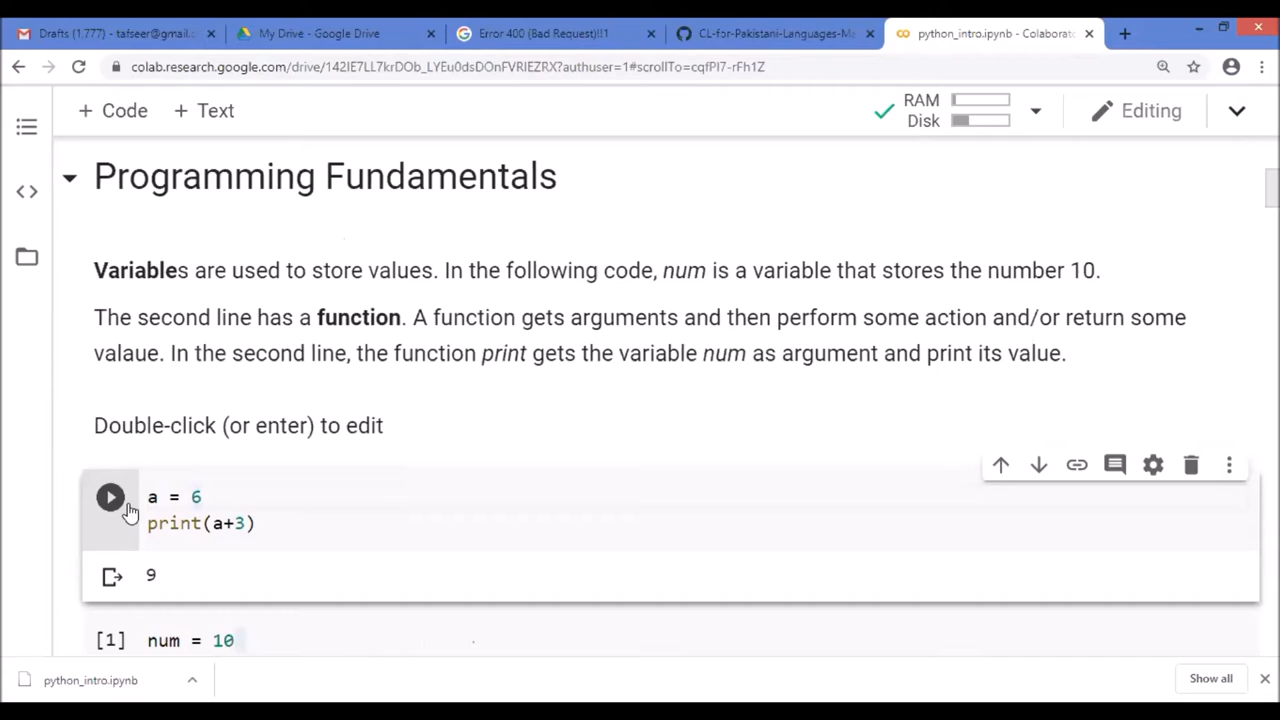 Drafts (1,777) - tafseer@gmail.c
My Drive - Google Drive
Error 400 (Bad Request)!!1
CL-for-Pakistani-Languages-Ma
python_intro.ipynb - Colaborato
colab.research.google.com/drive/142IE7LL7krDOb_LYEu0dsDOnFVRIEZRX?authuser=1#scrollTo=cqfPI7-rFh1Z
+ Code + Text
RAM
Disk
Editing
Programming Fundamentals
Variables are used to store values. In the following code, num is a variable that stores the number 10.
The second line has a function. A function gets arguments and then perform some action and/or return some
valaue. In the second line, the function print gets the variable num as argument and print its value.
Double-click (or enter) to edit
a = 6
print(a+3)
9
[1] num = 10
python_intro.ipynb
Show all